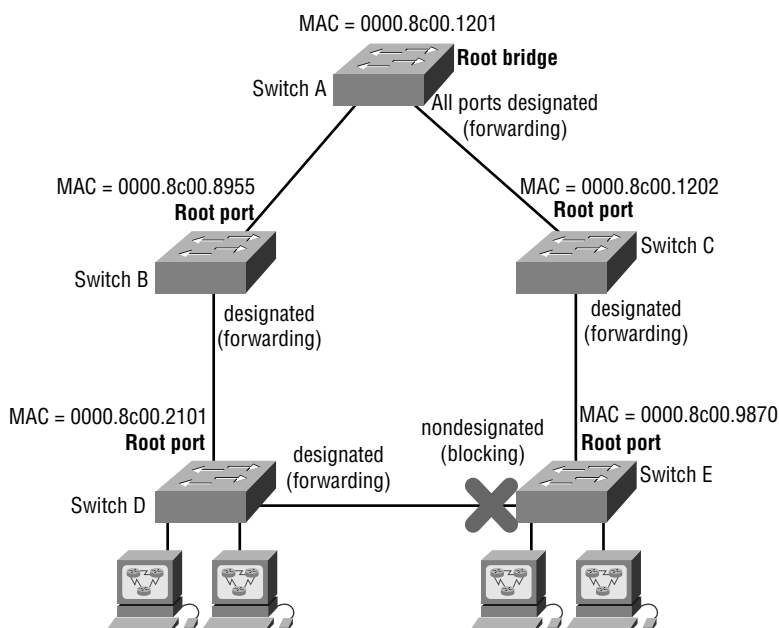 MAC = 0000.8c00.1201
Root bridge
Switch A
All ports designated
(forwarding)
MAC = 0000.8c00.8955
Root port
MAC = 0000.8c00.1202
Root port
Switch B
Switch C
designated
(forwarding)
designated
(forwarding)
MAC = 0000.8c00.2101
Root port
MAC = 0000.8c00.9870
Root port
designated
(forwarding)
nondesignated
(blocking)
Switch D
Switch E